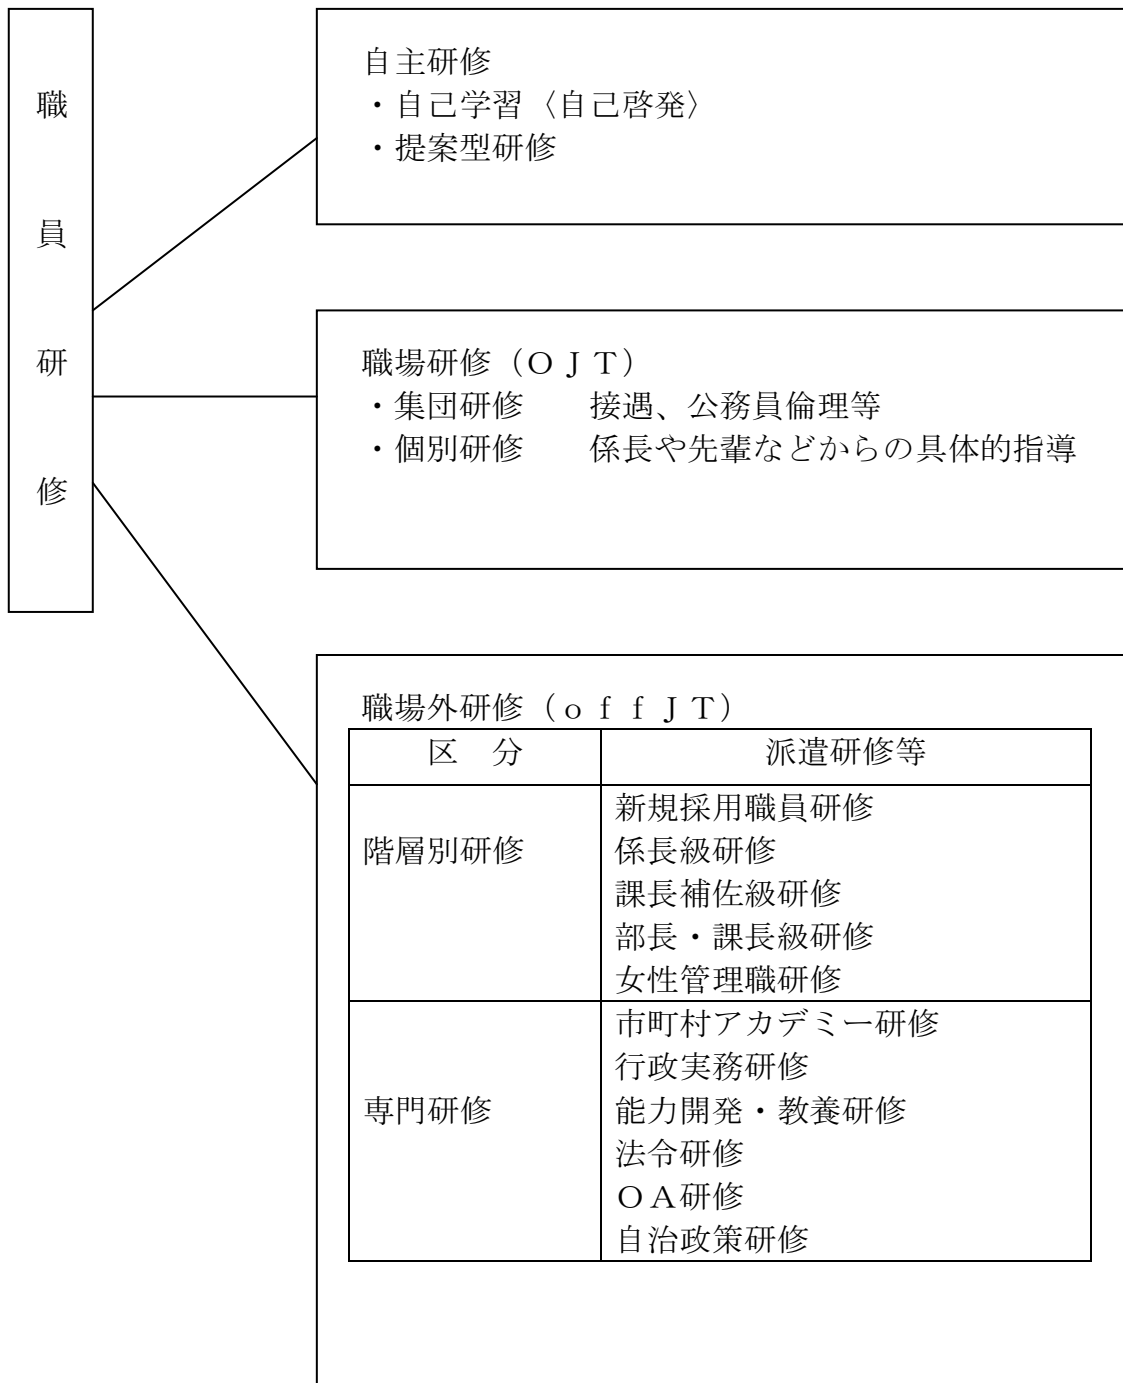 職員研修
自主研修
・自己学習〈自己啓発〉
・提案型研修
職場研修（ＯＪＴ）
・集団研修　　接遇、公務員倫理等
・個別研修　　係長や先輩などからの具体的指導
職場外研修（ｏｆｆＪＴ）
区　分　派遣研修等
階層別研修
新規採用職員研修
係長級研修
課長補佐級研修
部長・課長級研修
女性管理職研修
専門研修
市町村アカデミー研修
行政実務研修
能力開発・教養研修
法令研修
ＯＡ研修
自治政策研修